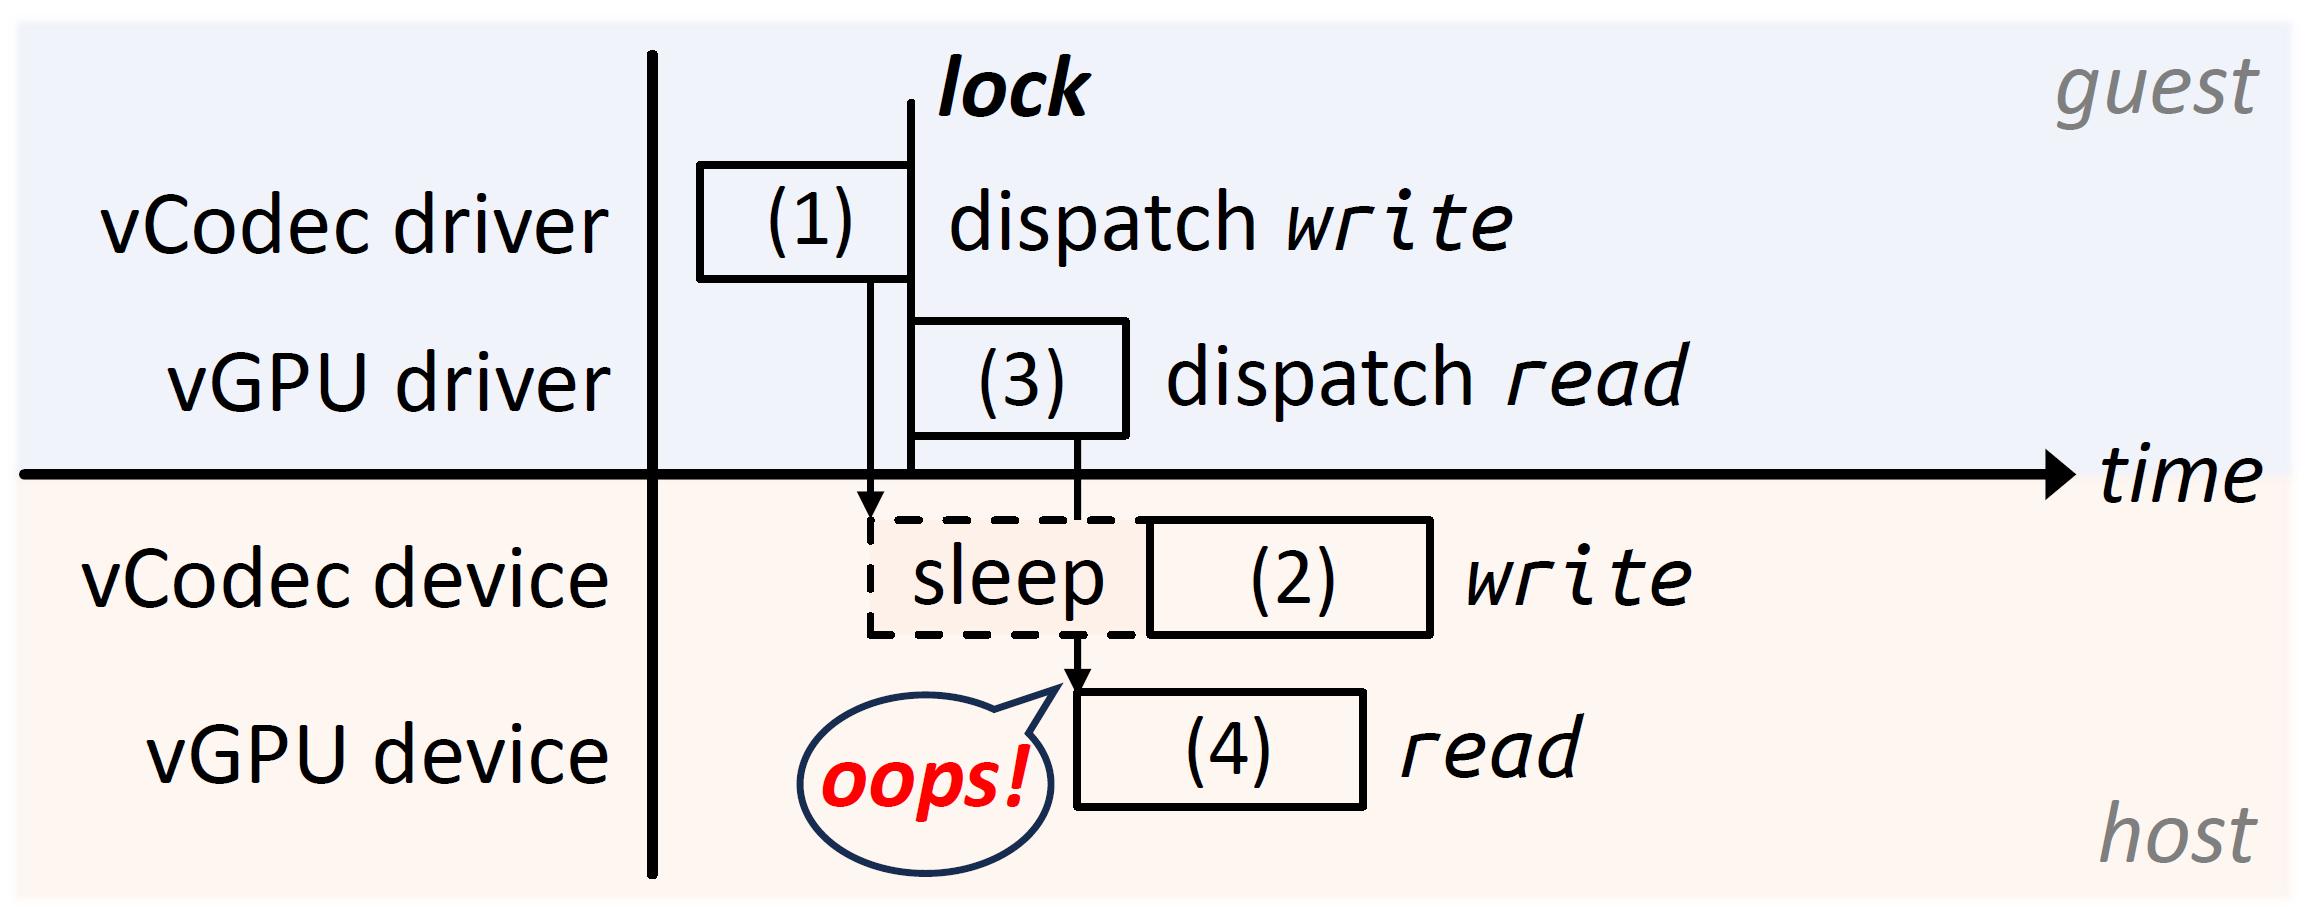 guest
lock
vCodec driver (1) dispatch write
vGPU driver (3) dispatch read
time
vCodec device sleep (2) write
vGPU device oops! (4) read
host